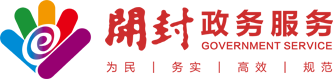 開封政务服务
GOVERNMENT SERVICE
为民 | 务实 | 高效 | 规范